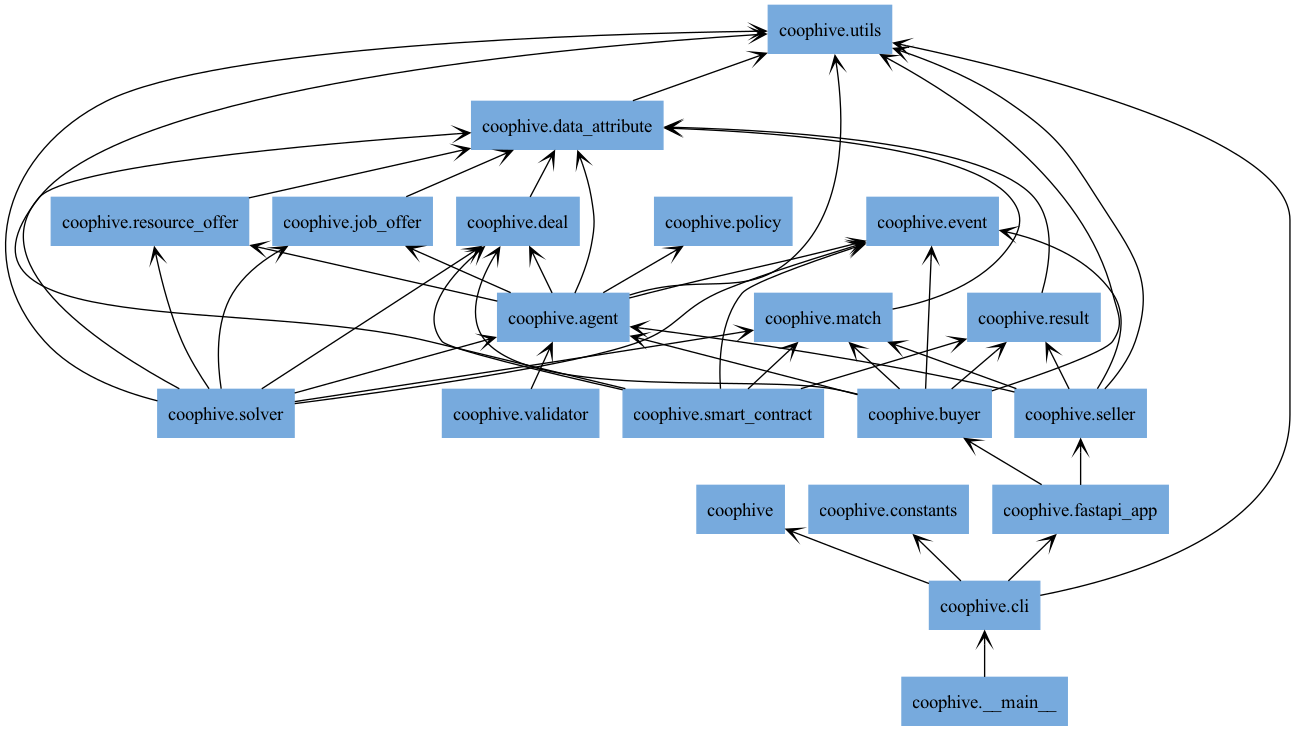 coophive.utils
coophive.data_attribute
coophive.resource_offer
coophive.job_offer
coophive.deal
coophive.policy
coophive.event
coophive.agent
coophive.match
coophive.result
coophive.solver
coophive.validator
coophive.smart_contract
coophive.buyer
coophive.seller
coophive
coophive.constants
coophive.fastapi_app
coophive.cli
coophive.__main__